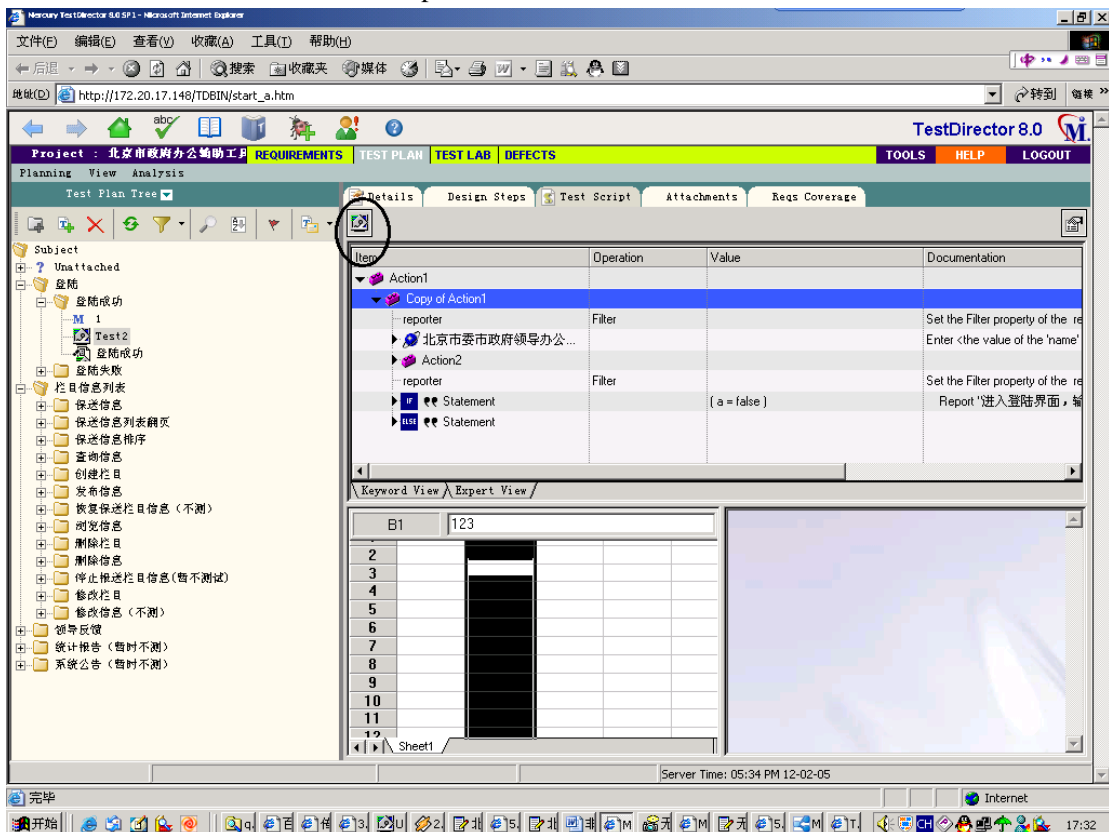 Mercury TestDirector 8.0 SP1 - Microsoft Internet Explorer
文件(F) 编辑(E) 查看(V) 收藏(A) 工具(T) 帮助(H)
后退 搜索 收藏夹 媒体
地址(D) http://172.20.17.148/TDBIN/start_a.htm 转到 链接 »
TestDirector 8.0
Project : 北京市政府办公辅助工具 REQUIREMENTS TEST PLAN TEST LAB DEFECTS TOOLS HELP LOGOUT
Planning View Analysis
Test Plan Tree
Details Design Steps Test Script Attachments Reqs Coverage
Subject
Unattached
登陆
登陆成功
M 1
Test2
登陆成功
登陆失败
栏目信息列表
保送信息
保送信息列表翻页
保送信息排序
查询信息
创建栏目
发布信息
恢复保送栏目信息（不测）
浏览信息
删除栏目
删除信息
停止报送栏目信息(暂不测试)
修改栏目
修改信息（不测）
领导反馈
统计报告（暂时不测）
系统公告（暂时不测）
Item Operation Value Documentation
Action1
Copy of Action1
reporter Filter Set the Filter property of the re
北京市委市政府领导办公... Enter <the value of the 'name'
Action2
reporter Filter Set the Filter property of the re
IF Statement ( a = false ) Report '进入登陆界面，输
ELSE Statement
Keyword View Expert View
B1 123
2
3
4
5
6
7
8
9
10
11
12
Sheet1
Server Time: 05:34 PM 12-02-05
完毕 Internet
开始 CH 17:32